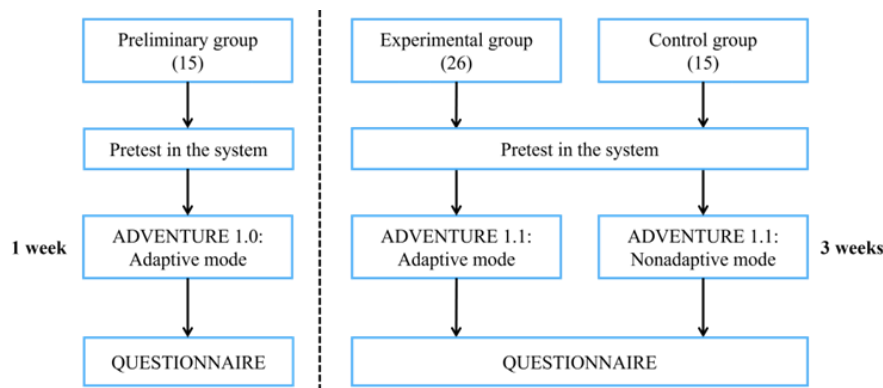 Preliminary group
(15)
Experimental group
(26)
Control group
(15)
Pretest in the system
Pretest in the system
1 week
ADVENTURE 1.0:
Adaptive mode
ADVENTURE 1.1:
Adaptive mode
ADVENTURE 1.1:
Nonadaptive mode
3 weeks
QUESTIONNAIRE
QUESTIONNAIRE